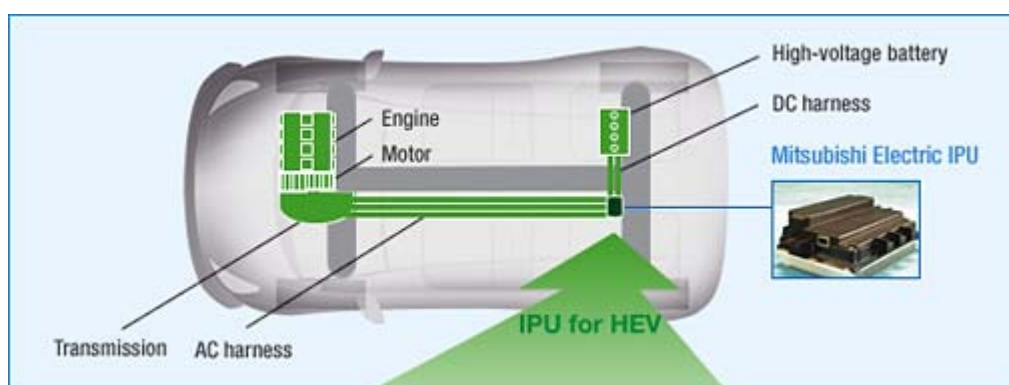 High-voltage battery
DC harness
Engine
Motor
Mitsubishi Electric IPU
IPU for HEV
Transmission
AC harness